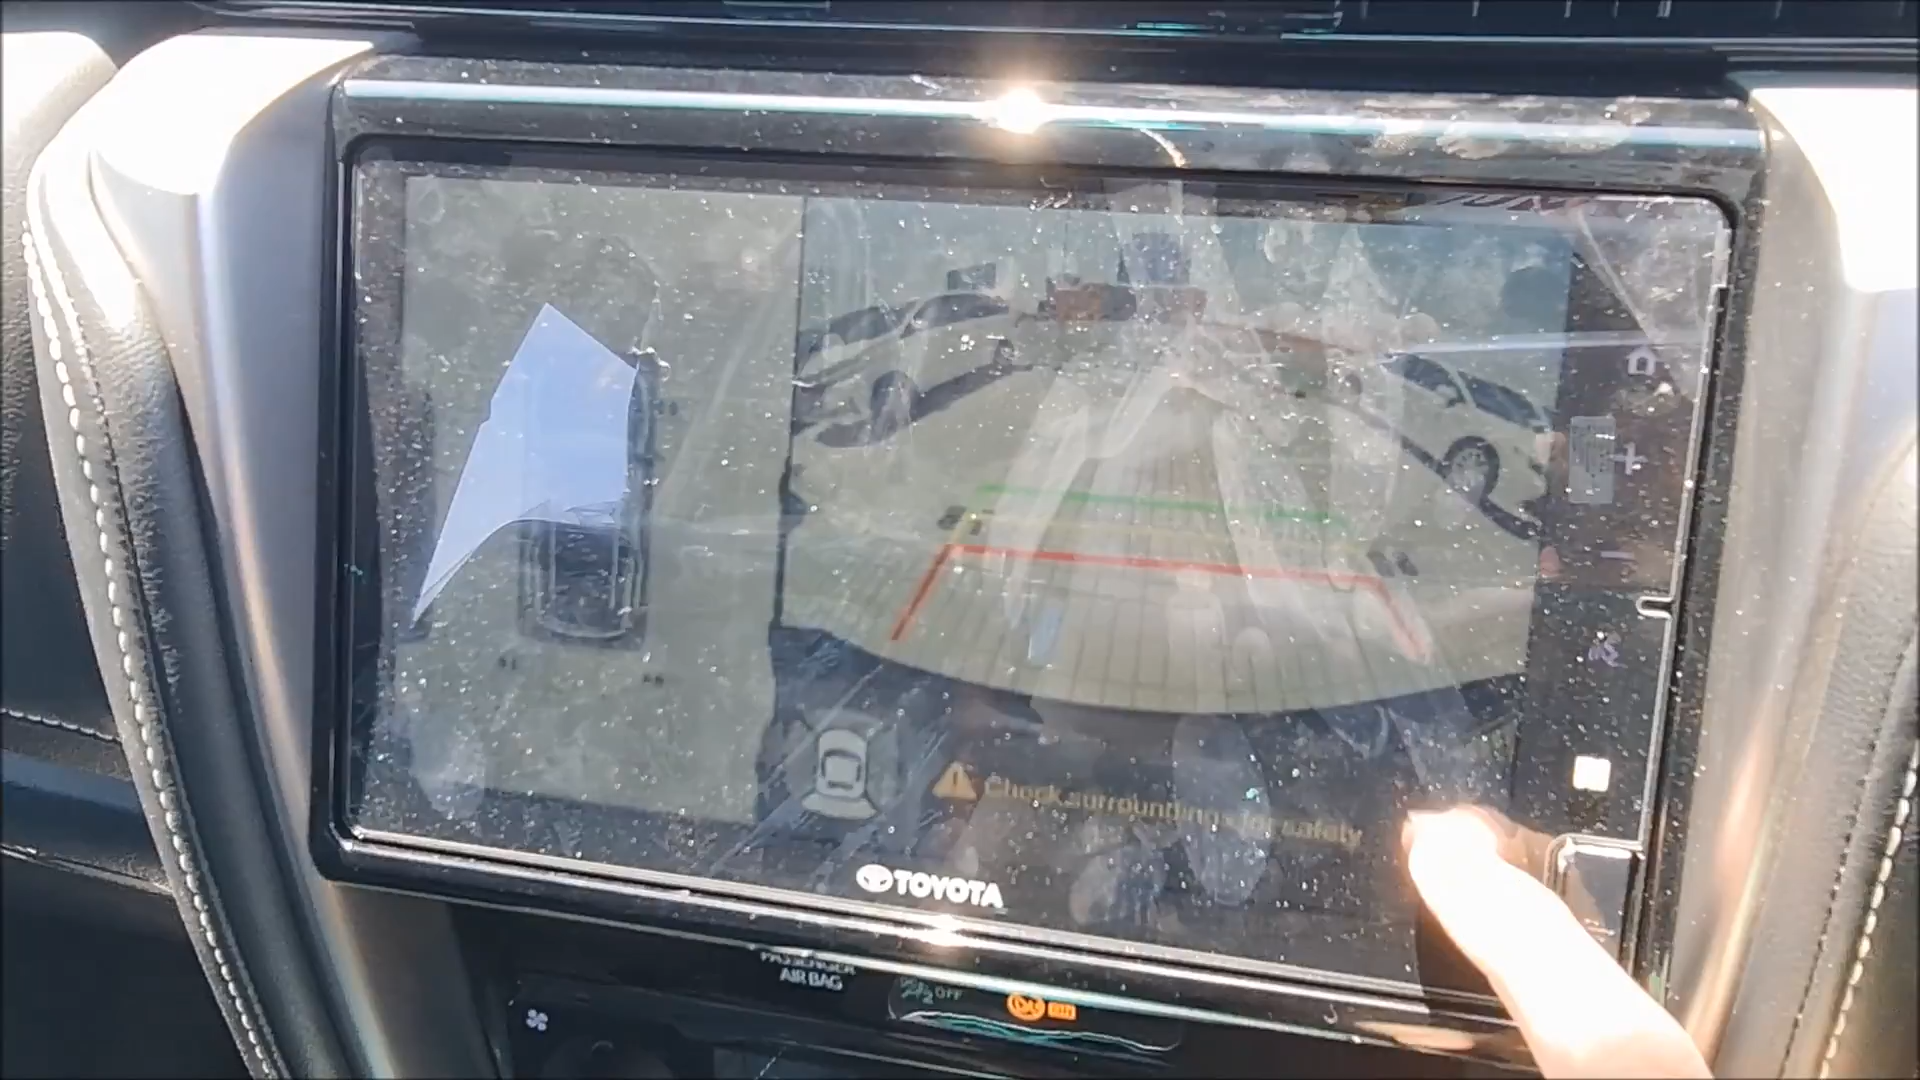 Check surroundings for safety
TOYOTA
PASSENGER
AIR BAG
OFF